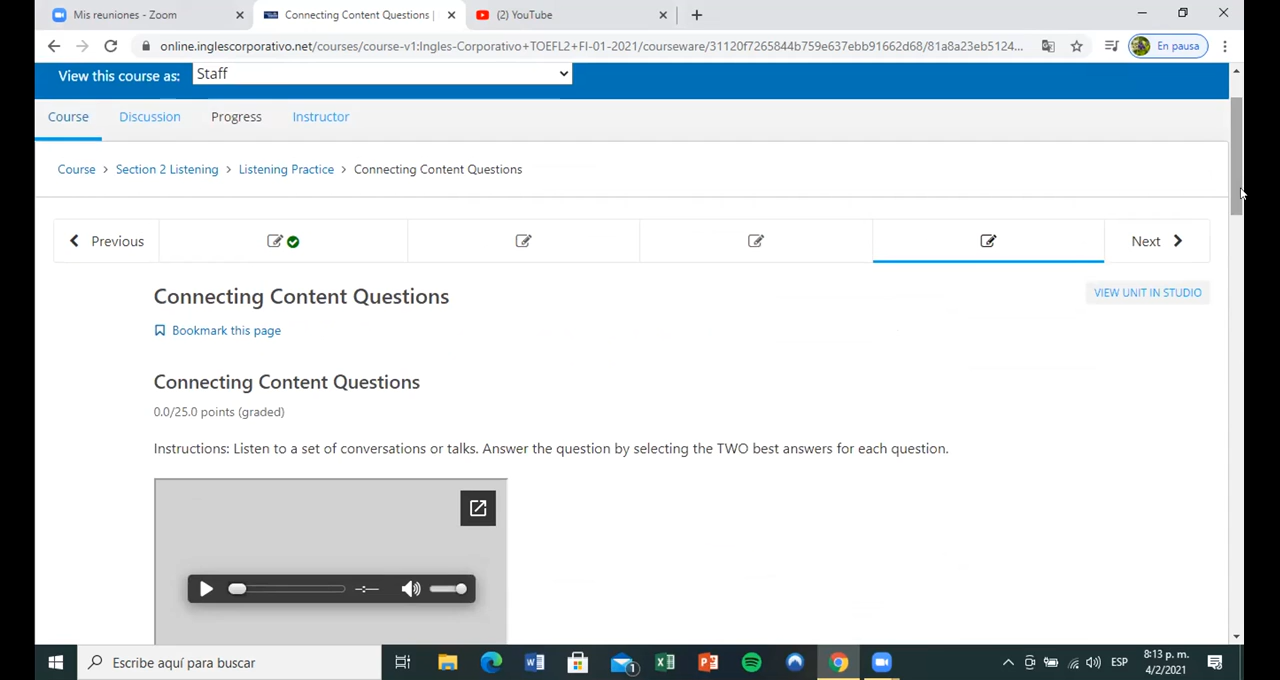 Mis reuniones - Zoom
Connecting Content Questions |
(2) YouTube
online.inglescorporativo.net/courses/course-v1:Ingles-Corporativo+TOEFL2+FI-01-2021/courseware/31120f7265844b759e637ebb91662d68/81a8a23eb5124...
En pausa
View this course as: Staff
Course Discussion Progress Instructor
Course > Section 2 Listening > Listening Practice > Connecting Content Questions
Previous
Next
Connecting Content Questions
VIEW UNIT IN STUDIO
Bookmark this page
Connecting Content Questions
0.0/25.0 points (graded)
Instructions: Listen to a set of conversations or talks. Answer the question by selecting the TWO best answers for each question.
-:--
Escribe aquí para buscar
1
ESP
8:13 p. m.
4/2/2021